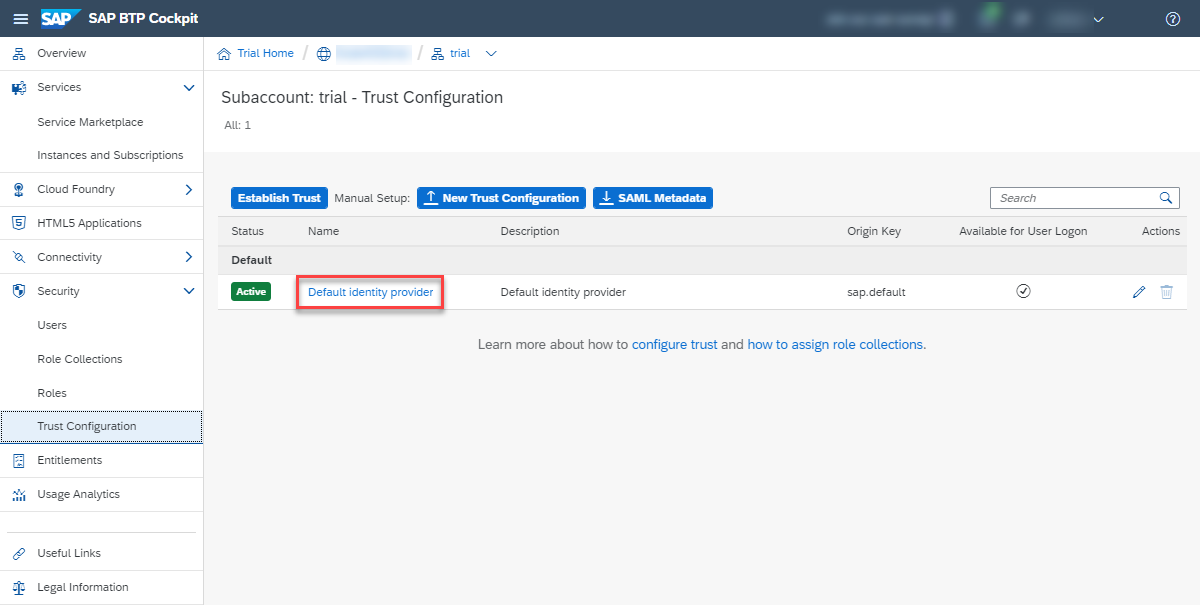 SAP SAP BTP Cockpit
Overview
Services
Service Marketplace
Instances and Subscriptions
Cloud Foundry
HTML5 Applications
Connectivity
Security
Users
Role Collections
Roles
Trust Configuration
Entitlements
Usage Analytics
Useful Links
Legal Information
Trial Home / / trial
Subaccount: trial - Trust Configuration
All: 1
Establish Trust Manual Setup: New Trust Configuration SAML Metadata Search
Status Name Description Origin Key Available for User Logon Actions
Default
Active Default identity provider Default identity provider sap.default
Learn more about how to configure trust and how to assign role collections.